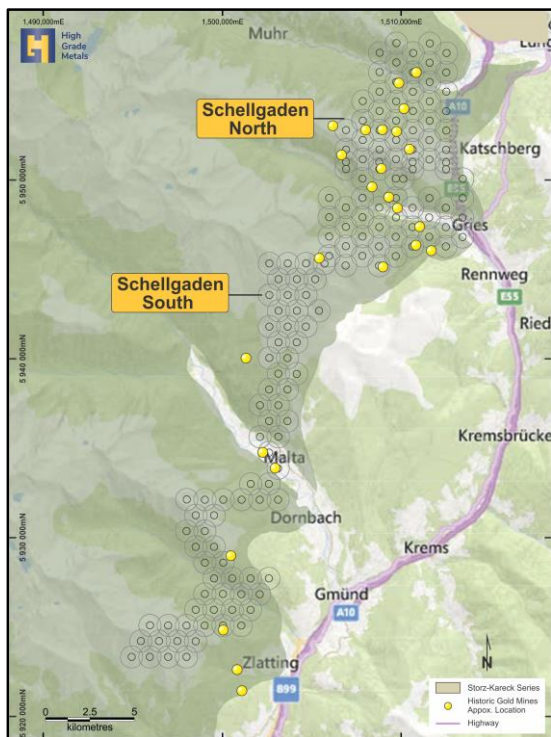 1,490,000mE
1,500,000mE
1,510,000mE
High
Grade
Metals
Muhr
Lung
A10
Schellgaden
North
Katschberg
5 950 000mN
E55
Gries
Rennweg
E55
Schellgaden
South
Ried
5 940 000mN
Kremsbrücke
Malta
Dornbach
5 930 000mN
Krems
Gmünd
A10
Zlatting
N
B99
Storz-Kareck Series
Historic Gold Mines
Appox. Location
Highway
0 2.5 5
kilometres
5 920 000mN